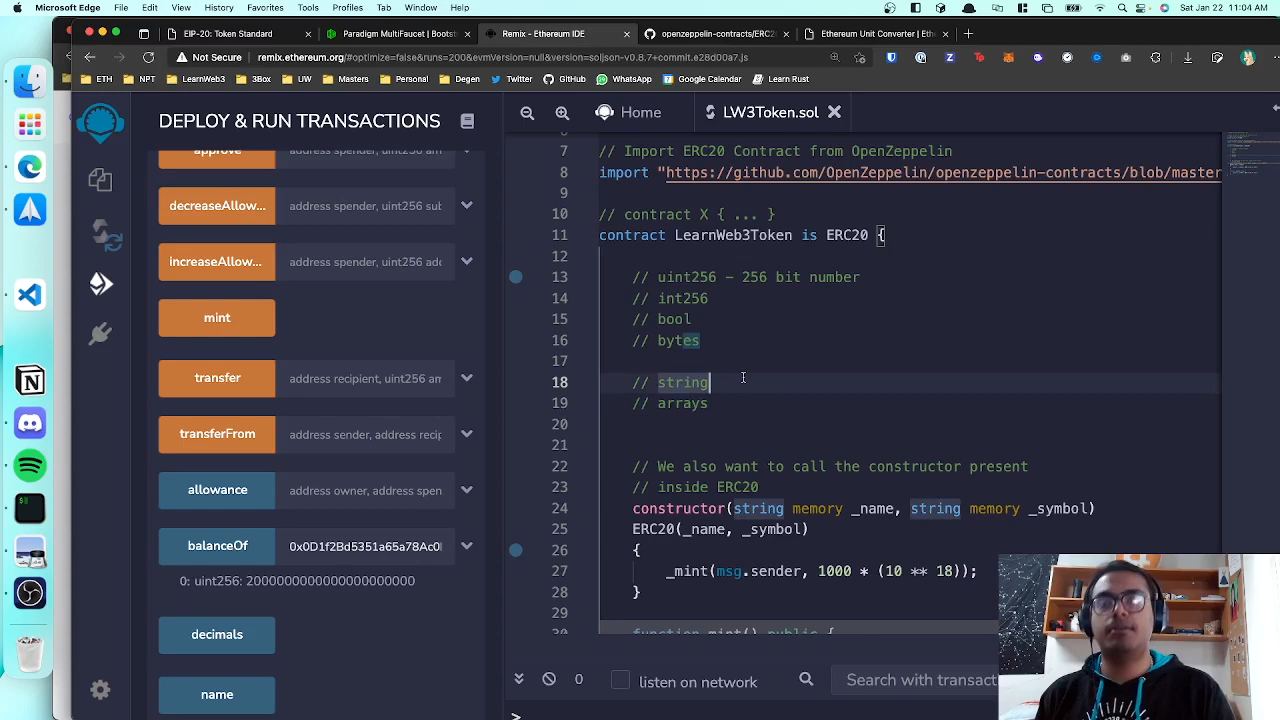 Microsoft Edge File Edit View History Favorites Tools Profiles Tab Window Help Sat Jan 22 11:04 AM
EIP-20: Token Standard
Paradigm MultiFaucet | Bootst
Remix - Ethereum IDE
openzeppelin-contracts/ERC2
Ethereum Unit Converter | Eth
Not Secure | remix.ethereum.org/#optimize=false&runs=200&evmVersion=null&version=soljson-v0.8.7+commit.e28d00a7.js
ETH LearnWeb3 3Box UW Masters Personal Degen Twitter GitHub WhatsApp Google Calendar Learn Rust
DEPLOY & RUN TRANSACTIONS
approve address spender, uint256 am
decreaseAllow... address spender, uint256 sub
increaseAllow... address spender, uint256 add
mint
transfer address recipient, uint256 am
transferFrom address sender, address recip
allowance address owner, address spen
balanceOf 0x0D1f2Bd5351a65a78Ac0
0: uint256: 2000000000000000000000
decimals
name
Home LW3Token.sol
7 // Import ERC20 Contract from OpenZeppelin
8 import "https://github.com/OpenZeppelin/openzeppelin-contracts/blob/master
9
10 // contract X { ... }
11 contract LearnWeb3Token is ERC20 {
12
13 // uint256 - 256 bit number
14 // int256
15 // bool
16 // bytes
17
18 // string
19 // arrays
20
21
22 // We also want to call the constructor present
23 // inside ERC20
24 constructor(string memory _name, string memory _symbol)
25 ERC20(_name, _symbol)
26 {
27 _mint(msg.sender, 1000 * (10 ** 18));
28 }
29
30 function mint() public {
0 listen on network Search with transact
>